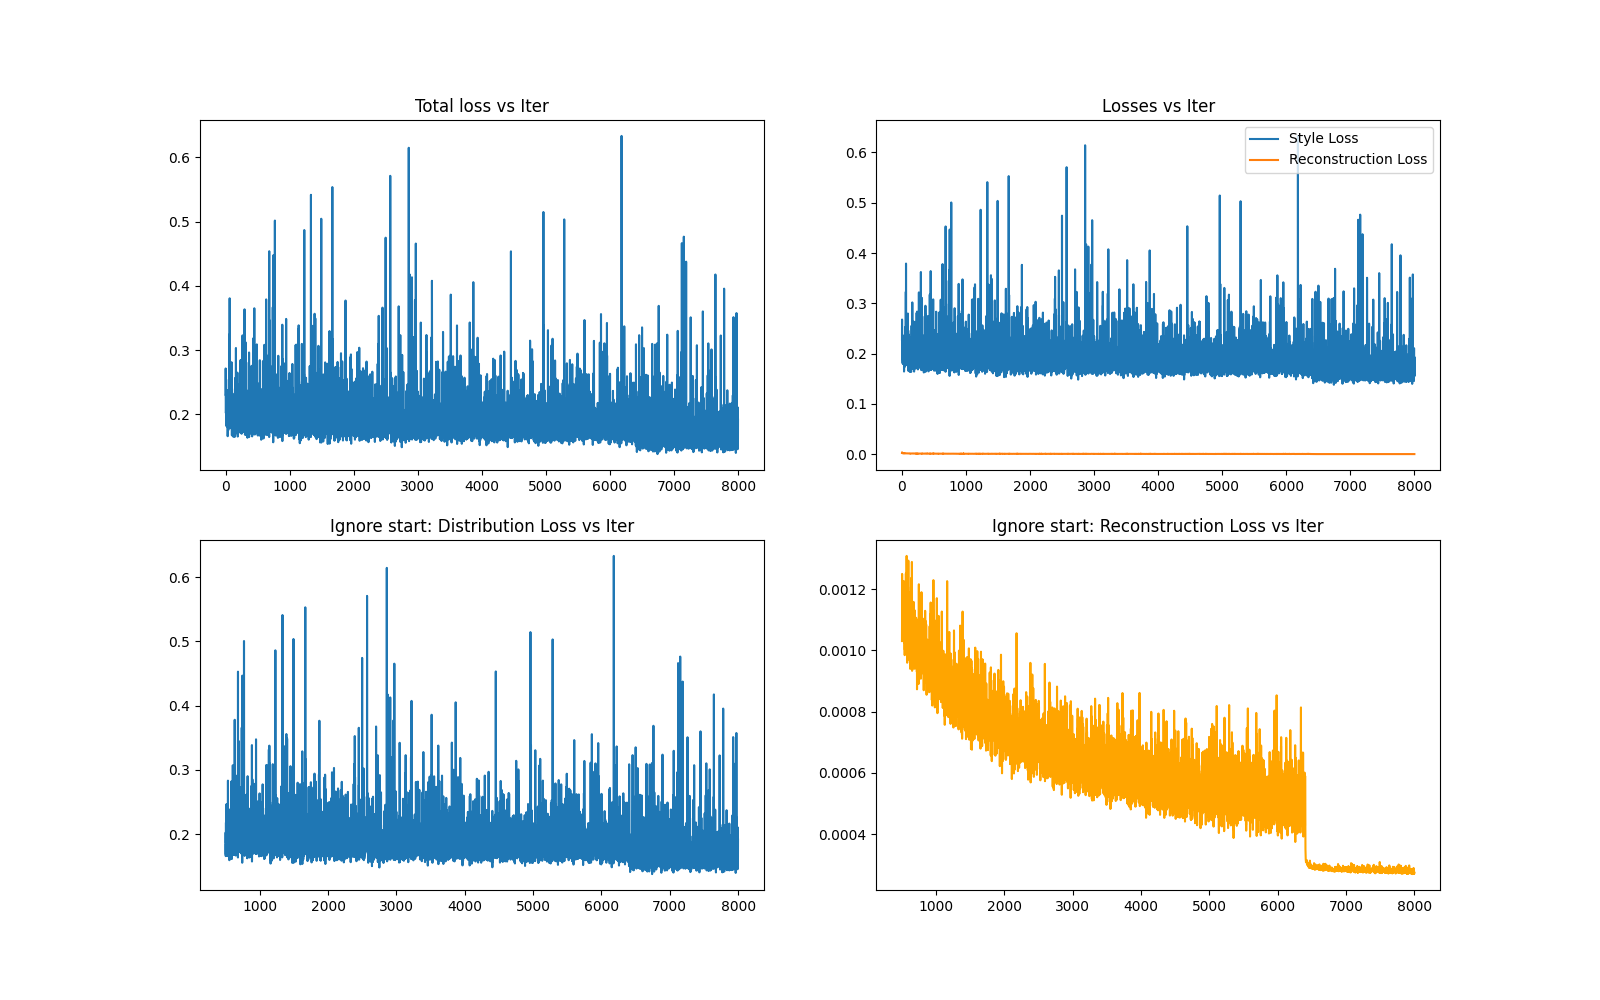 Total loss vs Iter
0.6
0.5
0.4
0.3
0.2
0 1000 2000 3000 4000 5000 6000 7000 8000
Losses vs Iter
Style Loss
Reconstruction Loss
0.6
0.5
0.4
0.3
0.2
0.1
0.0
0 1000 2000 3000 4000 5000 6000 7000 8000
Ignore start: Distribution Loss vs Iter
0.6
0.5
0.4
0.3
0.2
1000 2000 3000 4000 5000 6000 7000 8000
Ignore start: Reconstruction Loss vs Iter
0.0012
0.0010
0.0008
0.0006
0.0004
1000 2000 3000 4000 5000 6000 7000 8000